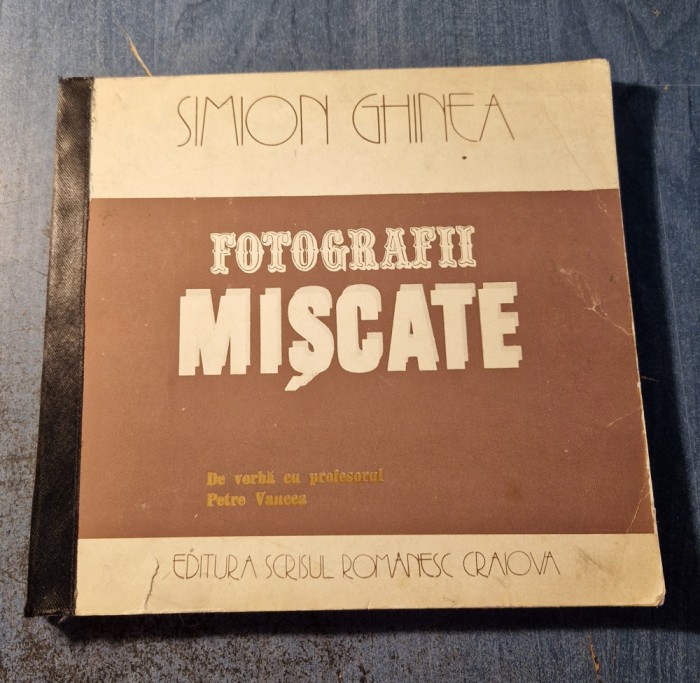 SIMION GHINEA
FOTOGRAFII
MIȘCATE
De vorbă cu profesorul
Petre Vancea
EDITURA SCRISUL ROMANESC CRAIOVA